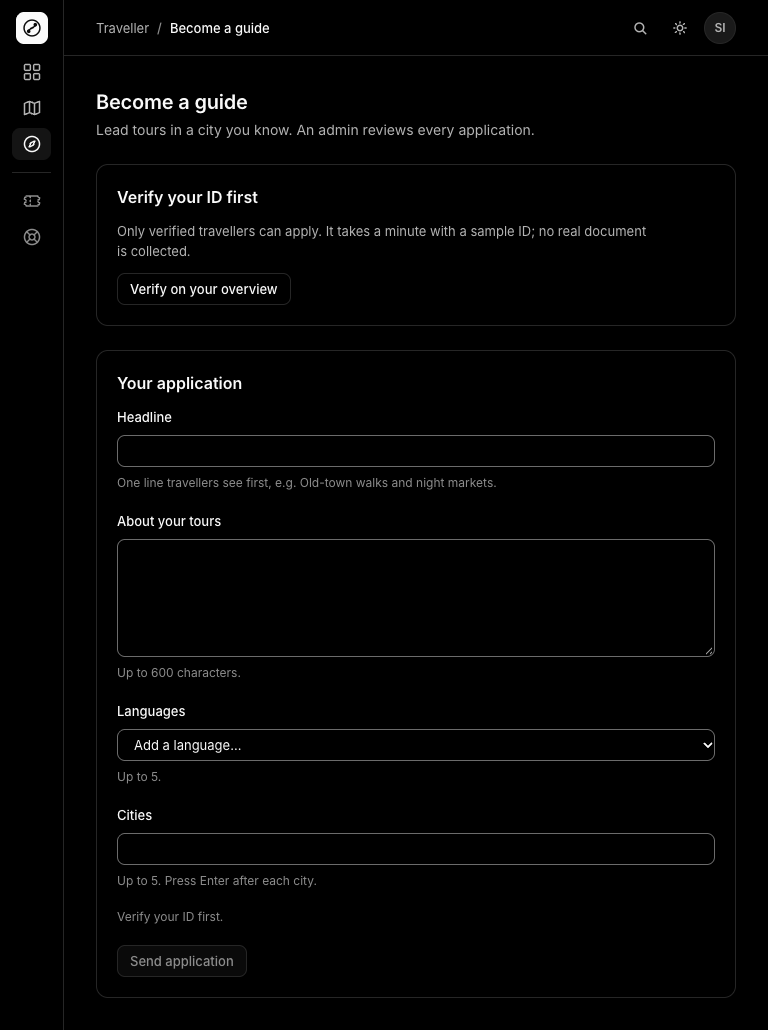 Traveller / Become a guide
SI
Become a guide
Lead tours in a city you know. An admin reviews every application.
Verify your ID first
Only verified travellers can apply. It takes a minute with a sample ID; no real document
is collected.
Verify on your overview
Your application
Headline
One line travellers see first, e.g. Old-town walks and night markets.
About your tours
Up to 600 characters.
Languages
Add a language...
Up to 5.
Cities
Up to 5. Press Enter after each city.
Verify your ID first.
Send application